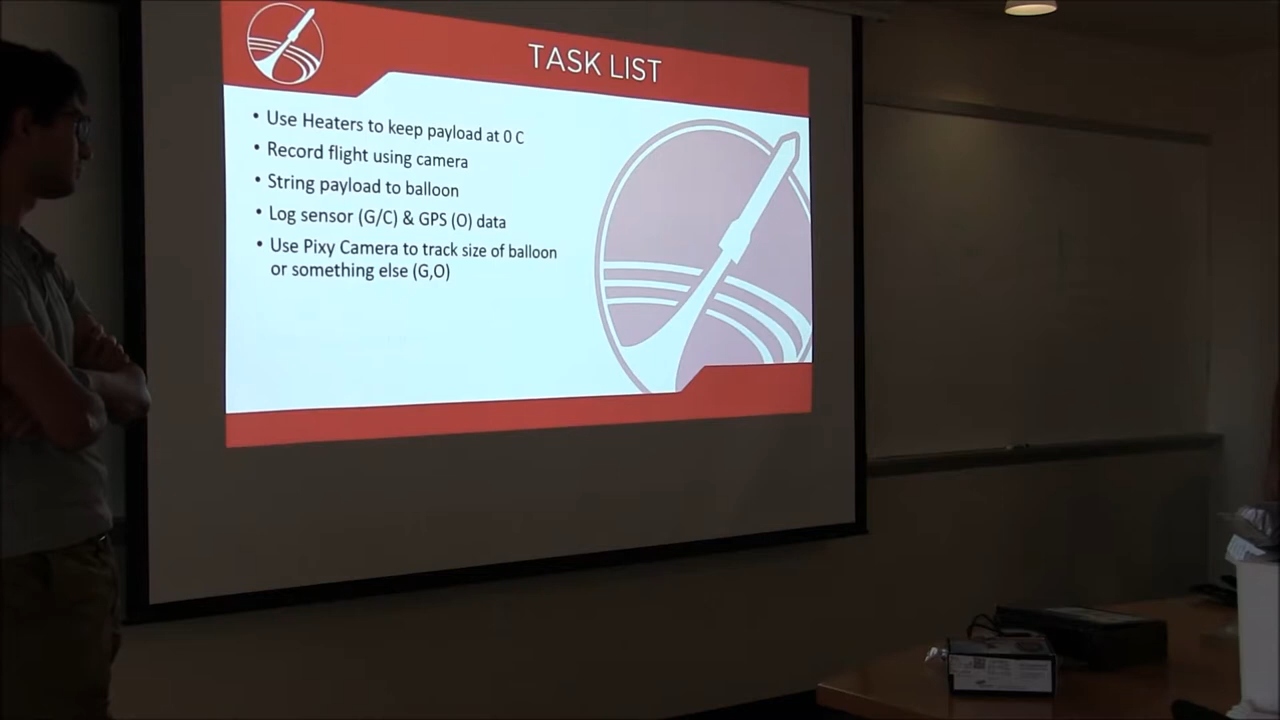 TASK LIST
• Use Heaters to keep payload at 0 C
• Record flight using camera
• String payload to balloon
• Log sensor (G/C) & GPS (O) data
• Use Pixy Camera to track size of balloon
or something else (G,O)